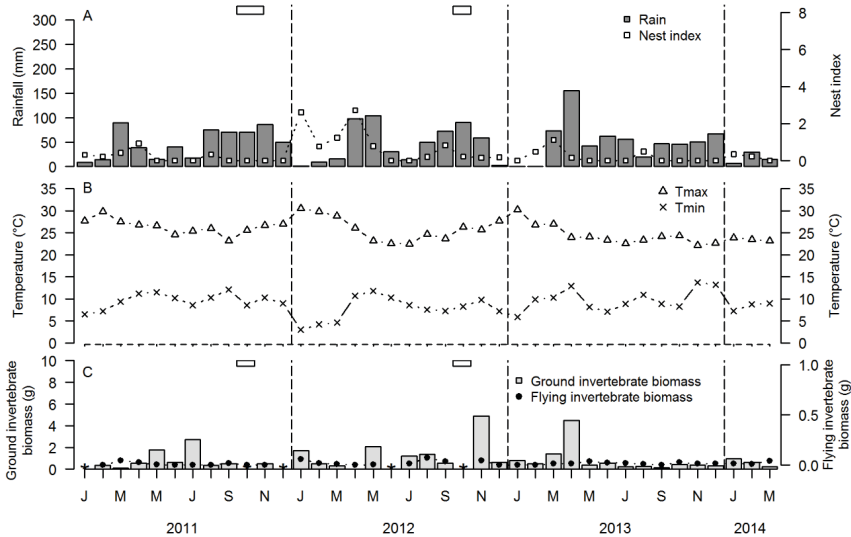 A
Rainfall (mm)
300
250
200
150
100
50
0
Rain
Nest index
8
6
4
2
0
Nest index
B
Temperature (°C)
35
30
25
20
15
10
5
0
Tmax
Tmin
35
30
25
20
15
10
5
0
Temperature (°C)
C
Ground invertebrate
biomass (g)
10
8
6
4
2
0
Ground invertebrate biomass
Flying invertebrate biomass
1.0
0.5
0.0
Flying invertebrate
biomass (g)
J M M J S N J M M J S N J M M J S N J M
2011 2012 2013 2014